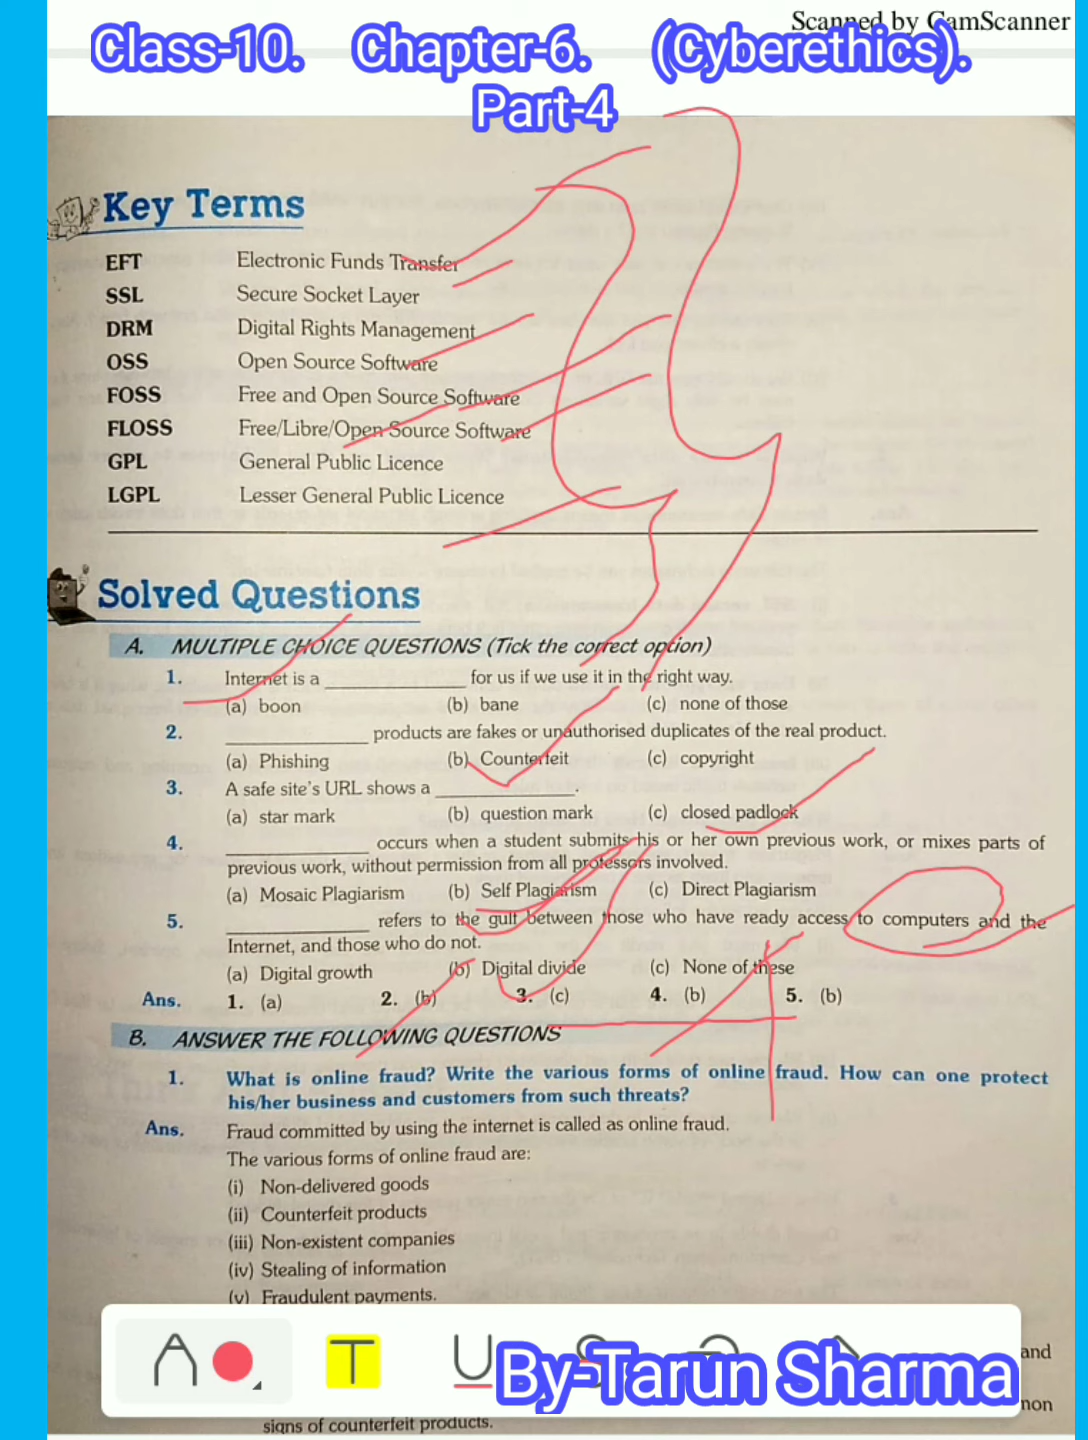 Scanned by CamScanner
Class-10. Chapter-6. (Cyberethics).
Part-4
Key Terms
EFT Electronic Funds Transfer
SSL Secure Socket Layer
DRM Digital Rights Management
OSS Open Source Software
FOSS Free and Open Source Software
FLOSS Free/Libre/Open Source Software
GPL General Public Licence
LGPL Lesser General Public Licence
Solved Questions
A. MULTIPLE CHOICE QUESTIONS (Tick the correct option)
1. Internet is a ______________ for us if we use it in the right way.
(a) boon (b) bane (c) none of those
2. ______________ products are fakes or unauthorised duplicates of the real product.
(a) Phishing (b) Counterfeit (c) copyright
3. A safe site's URL shows a ______________.
(a) star mark (b) question mark (c) closed padlock
4. ______________ occurs when a student submits his or her own previous work, or mixes parts of
previous work, without permission from all professors involved.
(a) Mosaic Plagiarism (b) Self Plagiarism (c) Direct Plagiarism
5. ______________ refers to the gulf between those who have ready access to computers and the
Internet, and those who do not.
(a) Digital growth (b) Digital divide (c) None of these
Ans. 1. (a) 2. (b) 3. (c) 4. (b) 5. (b)
B. ANSWER THE FOLLOWING QUESTIONS
1. What is online fraud? Write the various forms of online fraud. How can one protect
his/her business and customers from such threats?
Ans. Fraud committed by using the internet is called as online fraud.
The various forms of online fraud are:
(i) Non-delivered goods
(ii) Counterfeit products
(iii) Non-existent companies
(iv) Stealing of information
(v) Fraudulent payments.
and
By-Tarun Sharma
non
signs of counterfeit products.